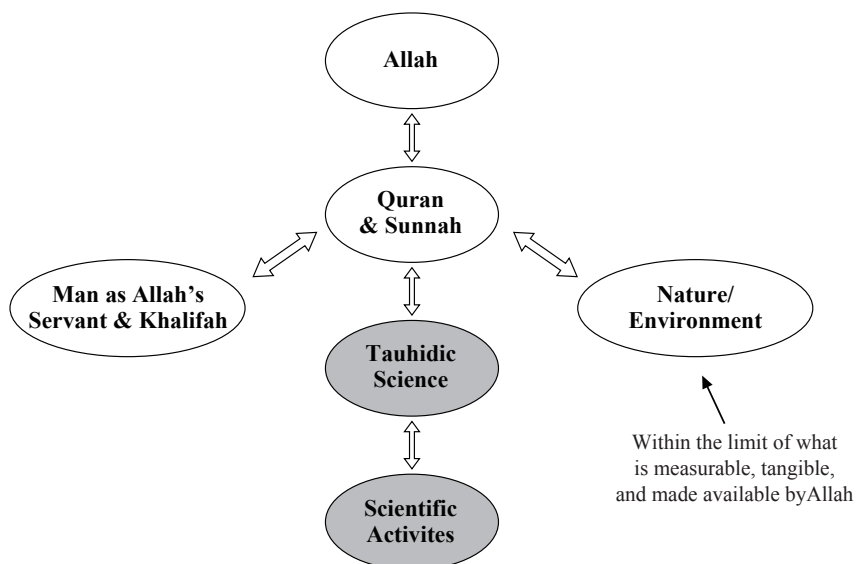 Allah
Quran
& Sunnah
Man as Allah's
Servant & Khalifah
Nature/
Environment
Tauhidic
Science
Within the limit of what
is measurable, tangible,
and made available byAllah
Scientific
Activites